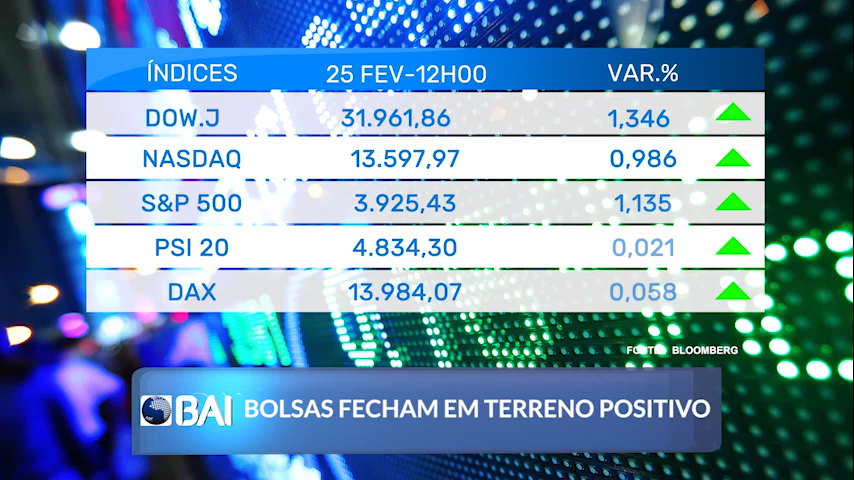 ÍNDICES 25 FEV-12H00 VAR.%
DOW.J 31.961,86 1,346
NASDAQ 13.597,97 0,986
S&P 500 3.925,43 1,135
PSI 20 4.834,30 0,021
DAX 13.984,07 0,058
FONTE: BLOOMBERG
BAI BOLSAS FECHAM EM TERRENO POSITIVO